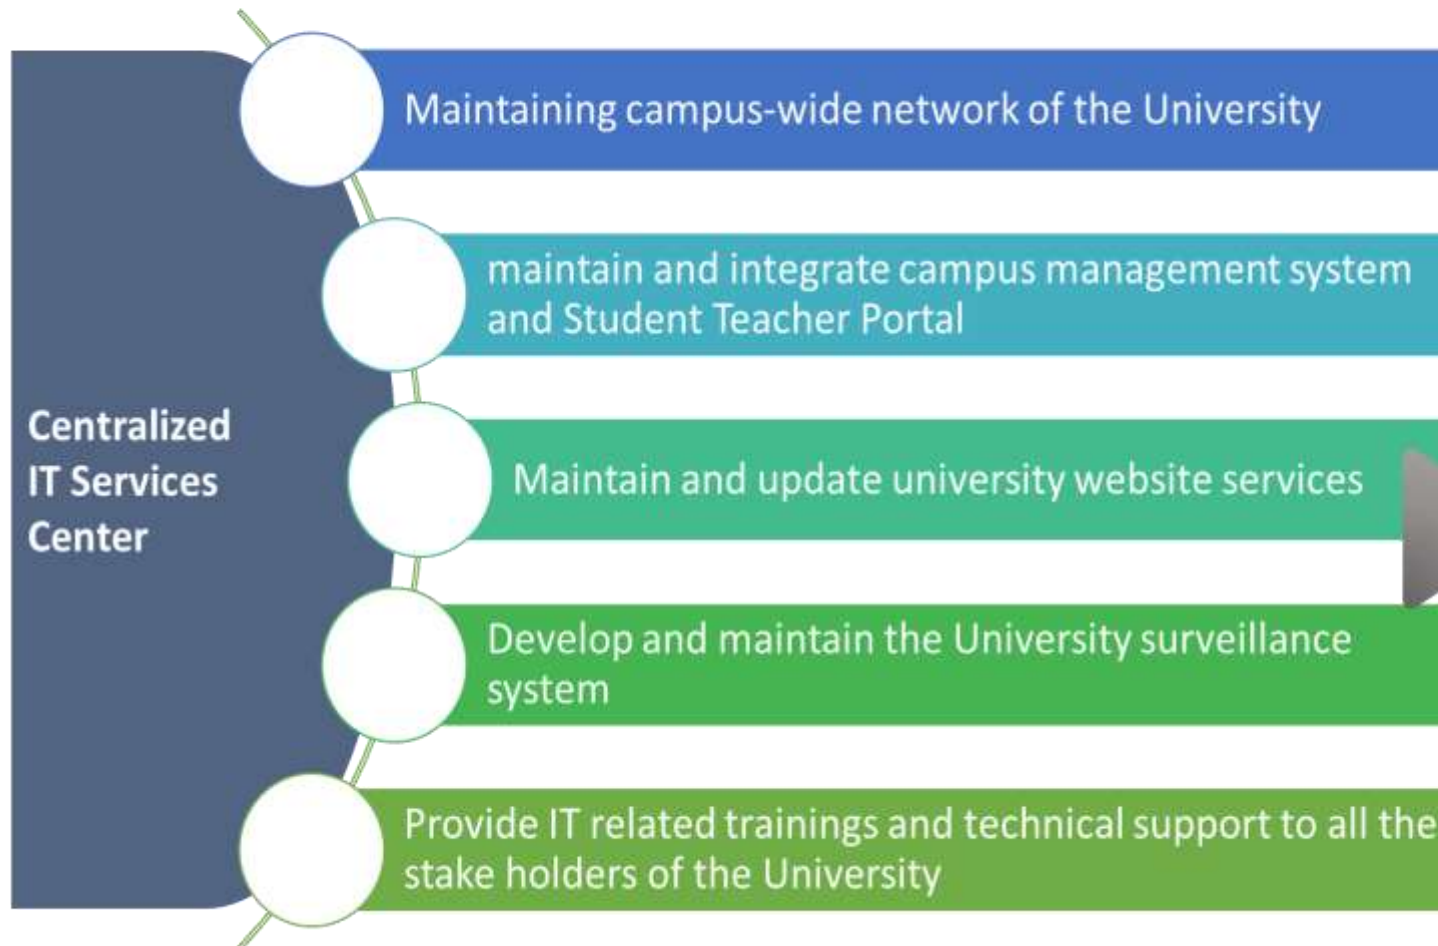 Centralized
IT Services
Center
Maintaining campus-wide network of the University
maintain and integrate campus management system
and Student Teacher Portal
Maintain and update university website services
Develop and maintain the University surveillance
system
Provide IT related trainings and technical support to all the
stake holders of the University